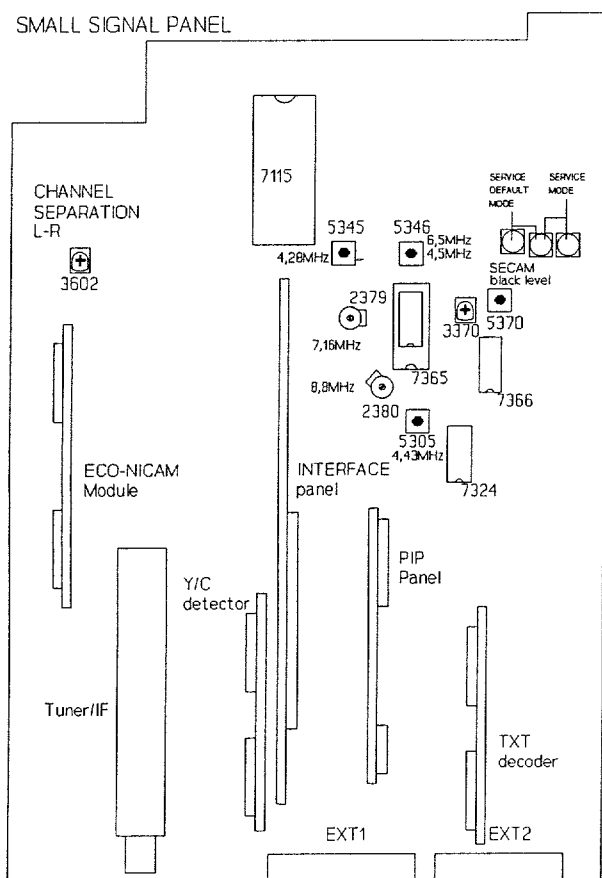 SMALL SIGNAL PANEL
7115
CHANNEL
SEPARATION
L-R
3602
SERVICE
DEFAULT
MODE
SERVICE
MODE
5345
4,28MHz
5346
6,5MHz
4,5MHz
SECAM
black level
5370
2379
7,16MHz
3370
7365
7366
8,8MHz
2380
5305
4,43MHz
7324
ECO-NICAM
Module
INTERFACE
panel
PIP
Panel
Y/C
detector
Tuner/IF
TXT
decoder
EXT1
EXT2